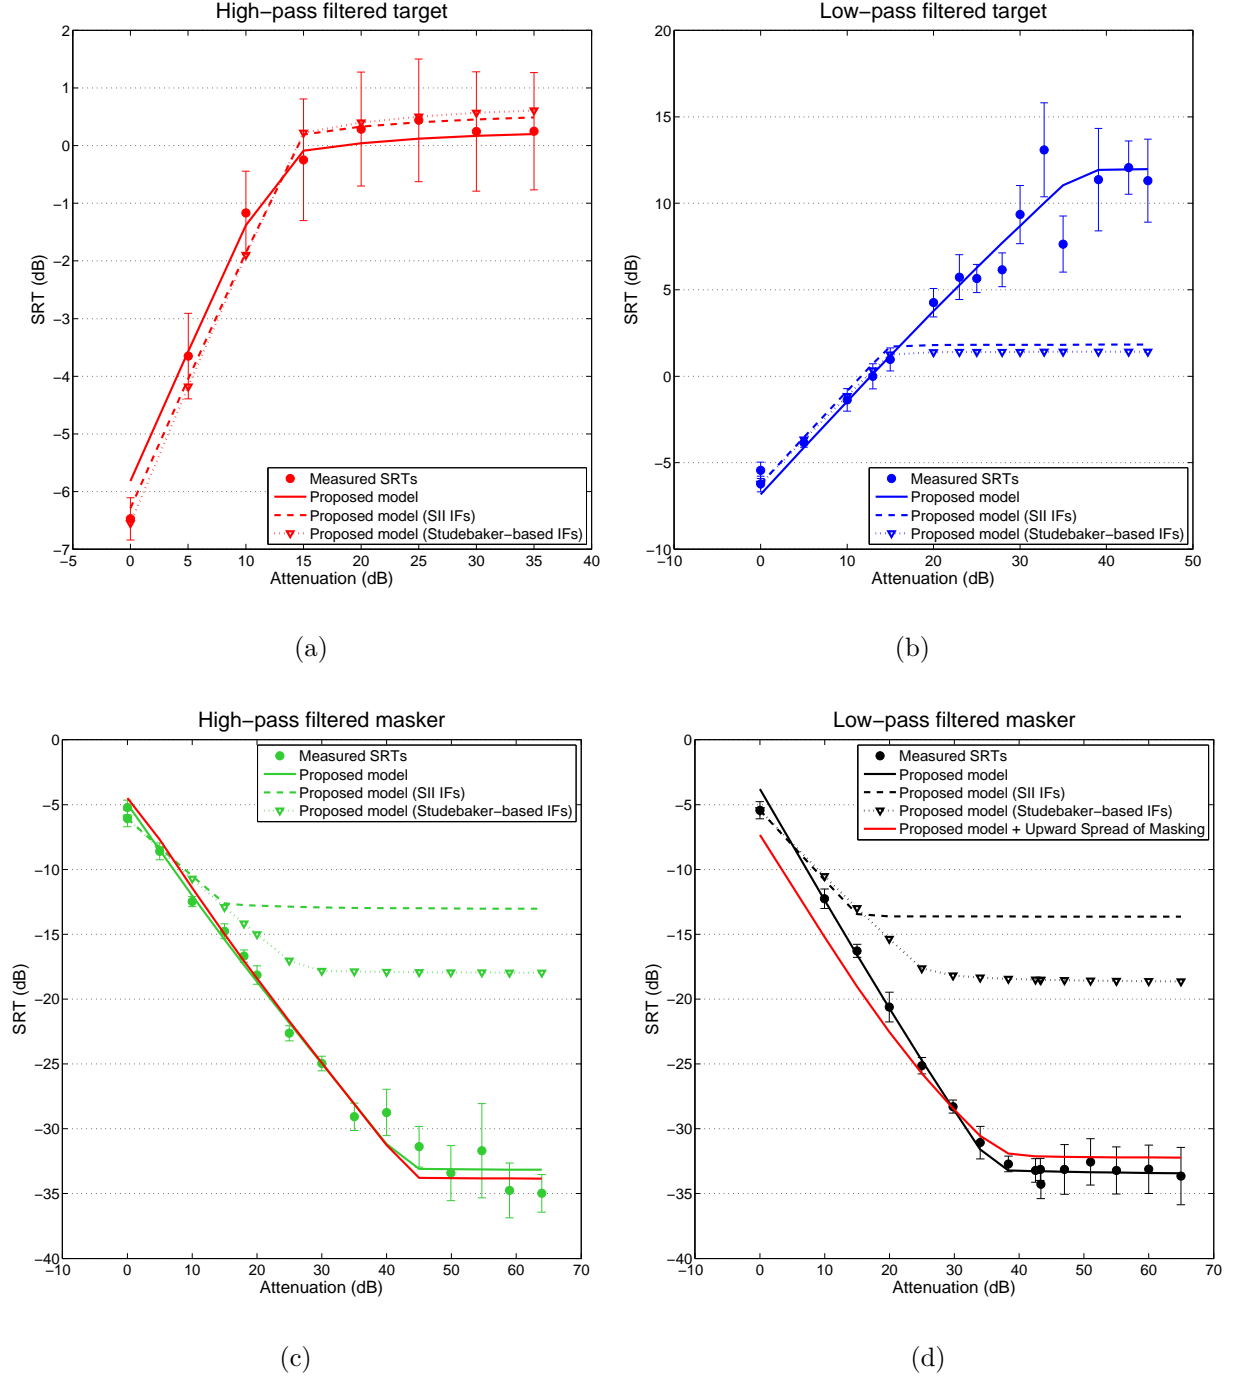 High−pass filtered target
2
1
0
−1
−2
−3
−4
−5
−6
−7
SRT (dB)
−5 0 5 10 15 20 25 30 35 40
Attenuation (dB)
Measured SRTs
Proposed model
Proposed model (SII IFs)
Proposed model (Studebaker−based IFs)
(a)
Low−pass filtered target
20
15
10
5
0
−5
−10
SRT (dB)
−10 0 10 20 30 40 50
Attenuation (dB)
Measured SRTs
Proposed model
Proposed model (SII IFs)
Proposed model (Studebaker−based IFs)
(b)
High−pass filtered masker
0
−5
−10
−15
−20
−25
−30
−35
−40
SRT (dB)
−10 0 10 20 30 40 50 60 70
Attenuation (dB)
Measured SRTs
Proposed model
Proposed model (SII IFs)
Proposed model (Studebaker−based IFs)
(c)
Low−pass filtered masker
0
−5
−10
−15
−20
−25
−30
−35
−40
SRT (dB)
−10 0 10 20 30 40 50 60 70
Attenuation (dB)
Measured SRTs
Proposed model
Proposed model (SII IFs)
Proposed model (Studebaker−based IFs)
Proposed model + Upward Spread of Masking
(d)